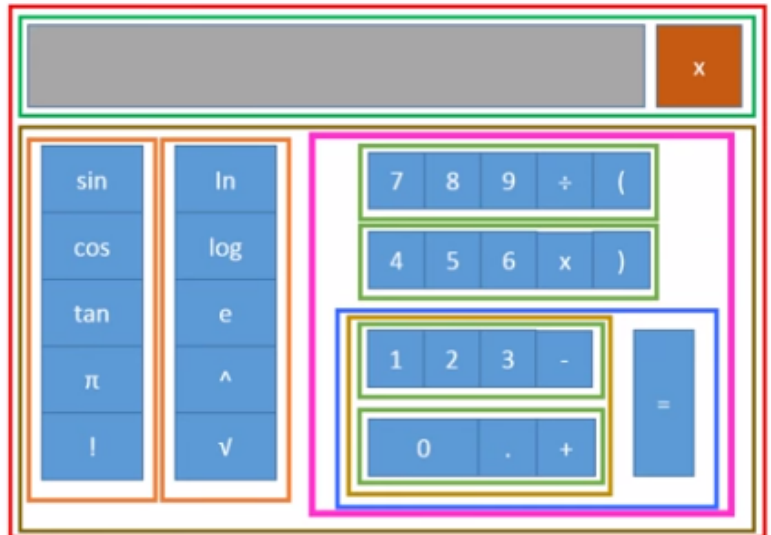 x
sin
cos
tan
π
!
ln
log
e
^
√
7 8 9 ÷ (
4 5 6 x )
1 2 3 -
0 . +
=